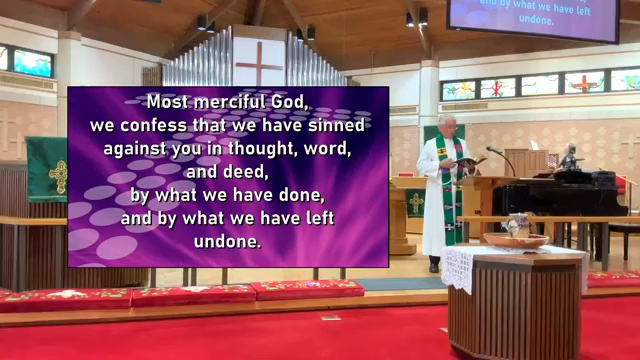 Most merciful God,
we confess that we have sinned
against you in thought, word,
and deed,
by what we have done,
and by what we have left
undone.
and by what we have left
undone.